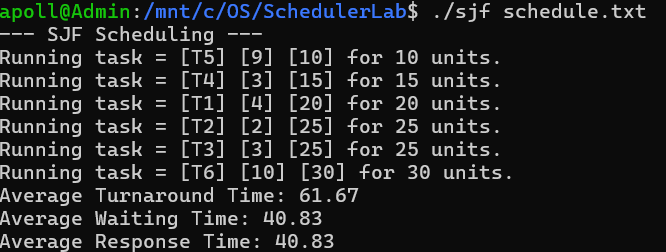 apoll@Admin:/mnt/c/OS/SchedulerLab$ ./sjf schedule.txt
--- SJF Scheduling ---
Running task = [T5] [9] [10] for 10 units.
Running task = [T4] [3] [15] for 15 units.
Running task = [T1] [4] [20] for 20 units.
Running task = [T2] [2] [25] for 25 units.
Running task = [T3] [3] [25] for 25 units.
Running task = [T6] [10] [30] for 30 units.
Average Turnaround Time: 61.67
Average Waiting Time: 40.83
Average Response Time: 40.83